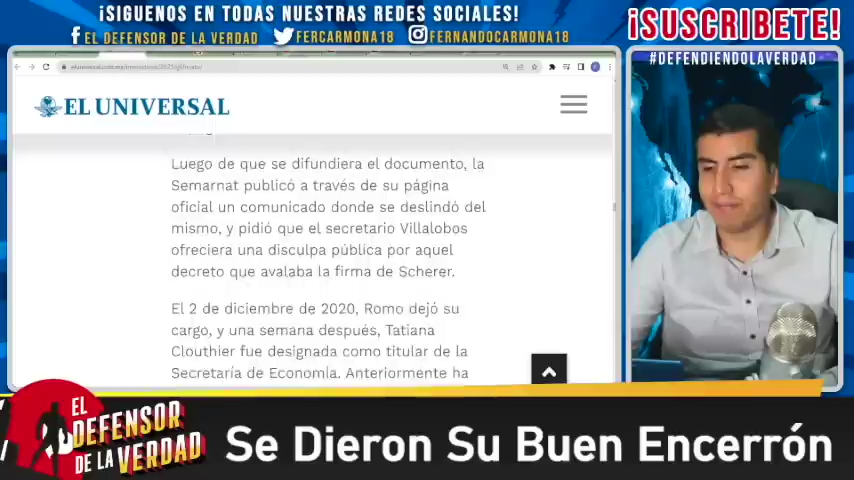 ¡SIGUENOS EN TODAS NUESTRAS REDES SOCIALES!
EL DEFENSOR DE LA VERDAD
FERCARMONA18
FERNANDOCARMONA18
¡SUSCRIBETE!
#DEFENDIENDOLAVERDAD
EL UNIVERSAL
Luego de que se difundiera el documento, la
Semarnat publicó a través de su página
oficial un comunicado donde se deslindó del
mismo, y pidió que el secretario Villalobos
ofreciera una disculpa pública por aquel
decreto que avalaba la firma de Scherer.
El 2 de diciembre de 2020, Romo dejó su
cargo, y una semana después, Tatiana
Clouthier fue designada como titular de la
Secretaría de Economía. Anteriormente ha
EL
DEFENSOR
DE LA VERDAD
Se Dieron Su Buen Encerrón